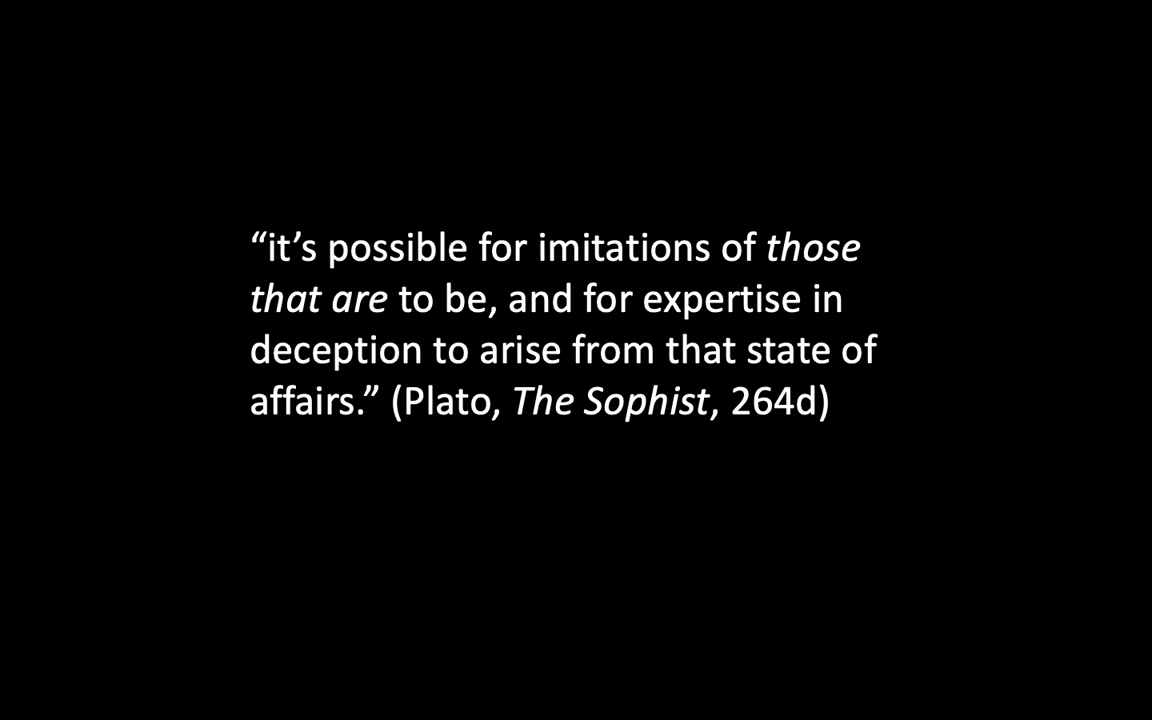 “it’s possible for imitations of those
that are to be, and for expertise in
deception to arise from that state of
affairs.” (Plato, The Sophist, 264d)